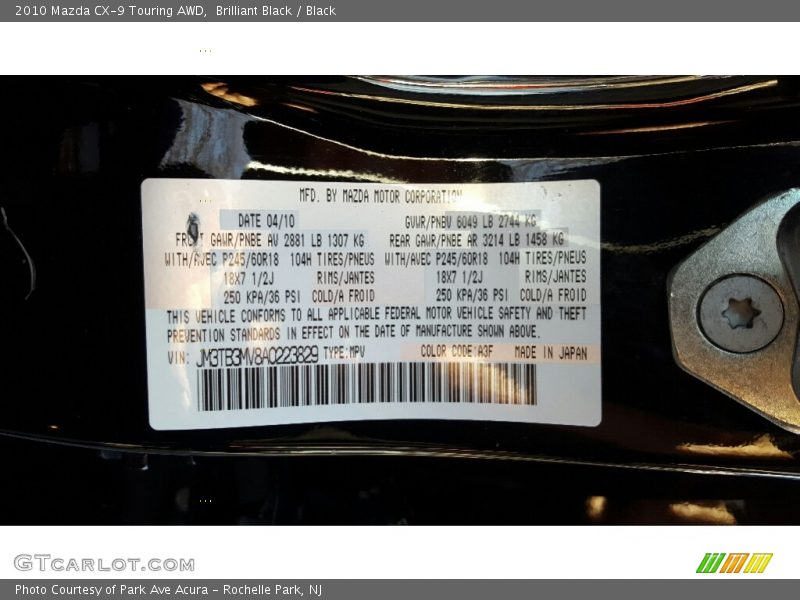 2010 Mazda CX-9 Touring AWD,  Brilliant Black / Black
MFD. BY MAZDA MOTOR CORPORATION
DATE 04/10 GVWR/PNBV 6049 LB 2744 KG
FRONT GAWR/PNBE AV 2881 LB 1307 KG REAR GAWR/PNBE AR 3214 LB 1458 KG
WITH/AVEC P245/60R18 104H TIRES/PNEUS WITH/AVEC P245/60R18 104H TIRES/PNEUS
18X7 1/2J RIMS/JANTES 18X7 1/2J RIMS/JANTES
250 KPA/36 PSI COLD/A FROID 250 KPA/36 PSI COLD/A FROID
THIS VEHICLE CONFORMS TO ALL APPLICABLE FEDERAL MOTOR VEHICLE SAFETY AND THEFT
PREVENTION STANDARDS IN EFFECT ON THE DATE OF MANUFACTURE SHOWN ABOVE.
VIN: JM3TB3MV8A0223829 TYPE:MPV COLOR CODE:A3F MADE IN JAPAN
GTcarlot.com
Photo Courtesy of Park Ave Acura - Rochelle Park, NJ